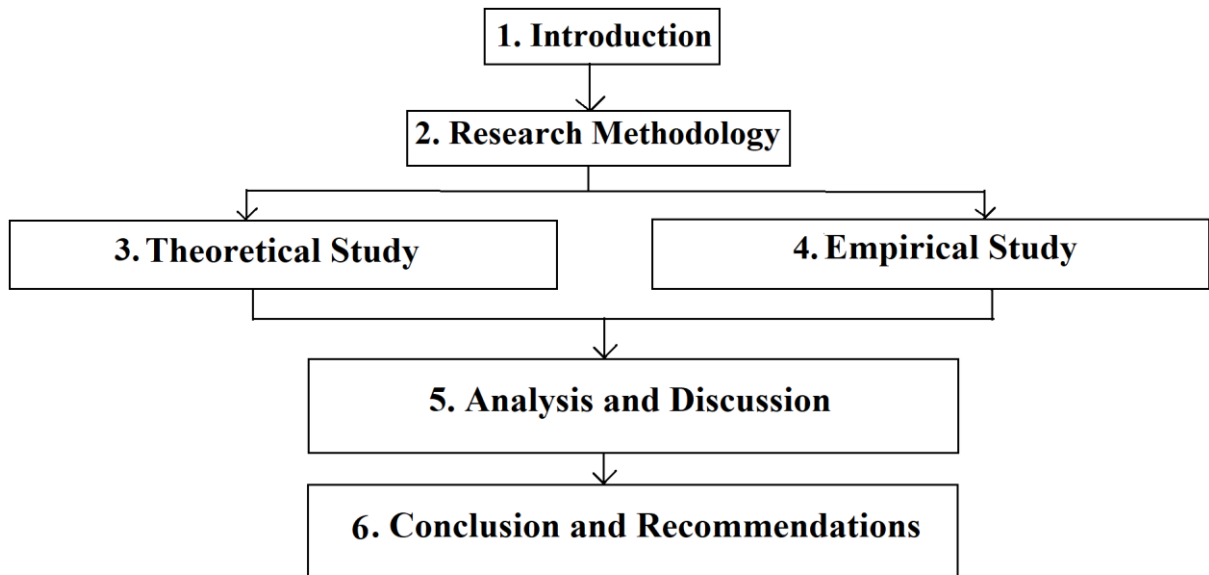 1. Introduction
2. Research Methodology
3. Theoretical Study
4. Empirical Study
5. Analysis and Discussion
6. Conclusion and Recommendations